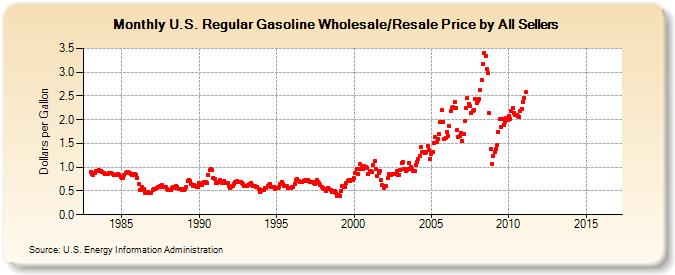 Monthly U.S. Regular Gasoline Wholesale/Resale Price by All Sellers
Dollars per Gallon
3.5
3.0
2.5
2.0
1.5
1.0
0.5
0.0
1985 1990 1995 2000 2005 2010 2015
Source: U.S. Energy Information Administration